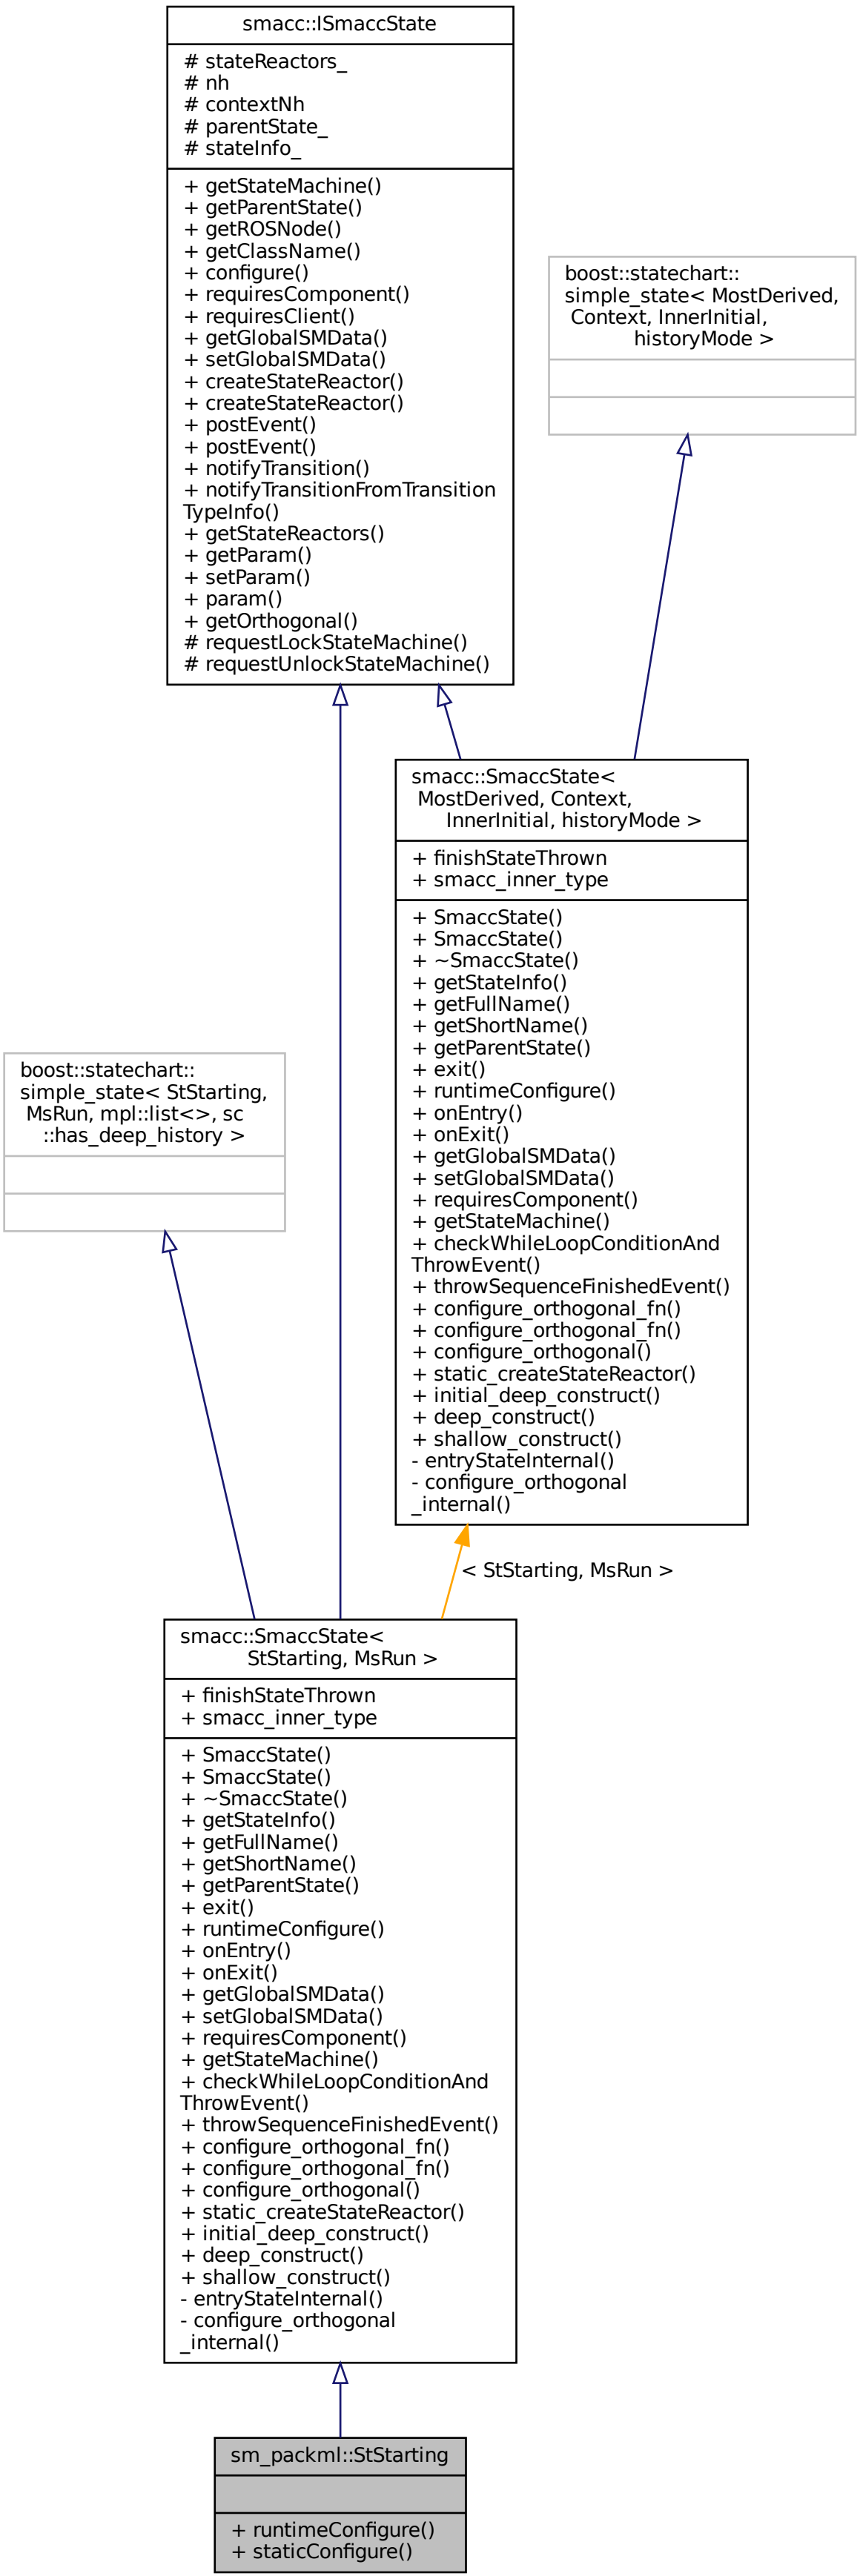 smacc::ISmaccState
# stateReactors_
# nh
# contextNh
# parentState_
# stateInfo_
+ getStateMachine()
+ getParentState()
+ getROSNode()
+ getClassName()
+ configure()
+ requiresComponent()
+ requiresClient()
+ getGlobalSMData()
+ setGlobalSMData()
+ createStateReactor()
+ createStateReactor()
+ postEvent()
+ postEvent()
+ notifyTransition()
+ notifyTransitionFromTransition
TypeInfo()
+ getStateReactors()
+ getParam()
+ setParam()
+ param()
+ getOrthogonal()
# requestLockStateMachine()
# requestUnlockStateMachine()
boost::statechart::
simple_state< MostDerived,
Context, InnerInitial,
historyMode >
smacc::SmaccState<
MostDerived, Context,
InnerInitial, historyMode >
+ finishStateThrown
+ smacc_inner_type
+ SmaccState()
+ SmaccState()
+ ~SmaccState()
+ getStateInfo()
+ getFullName()
+ getShortName()
+ getParentState()
+ exit()
+ runtimeConfigure()
+ onEntry()
+ onExit()
+ getGlobalSMData()
+ setGlobalSMData()
+ requiresComponent()
+ getStateMachine()
+ checkWhileLoopConditionAnd
ThrowEvent()
+ throwSequenceFinishedEvent()
+ configure_orthogonal_fn()
+ configure_orthogonal_fn()
+ configure_orthogonal()
+ static_createStateReactor()
+ initial_deep_construct()
+ deep_construct()
+ shallow_construct()
- entryStateInternal()
- configure_orthogonal
_internal()
boost::statechart::
simple_state< StStarting,
MsRun, mpl::list<>, sc
::has_deep_history >
< StStarting, MsRun >
smacc::SmaccState<
StStarting, MsRun >
+ finishStateThrown
+ smacc_inner_type
+ SmaccState()
+ SmaccState()
+ ~SmaccState()
+ getStateInfo()
+ getFullName()
+ getShortName()
+ getParentState()
+ exit()
+ runtimeConfigure()
+ onEntry()
+ onExit()
+ getGlobalSMData()
+ setGlobalSMData()
+ requiresComponent()
+ getStateMachine()
+ checkWhileLoopConditionAnd
ThrowEvent()
+ throwSequenceFinishedEvent()
+ configure_orthogonal_fn()
+ configure_orthogonal_fn()
+ configure_orthogonal()
+ static_createStateReactor()
+ initial_deep_construct()
+ deep_construct()
+ shallow_construct()
- entryStateInternal()
- configure_orthogonal
_internal()
sm_packml::StStarting
+ runtimeConfigure()
+ staticConfigure()